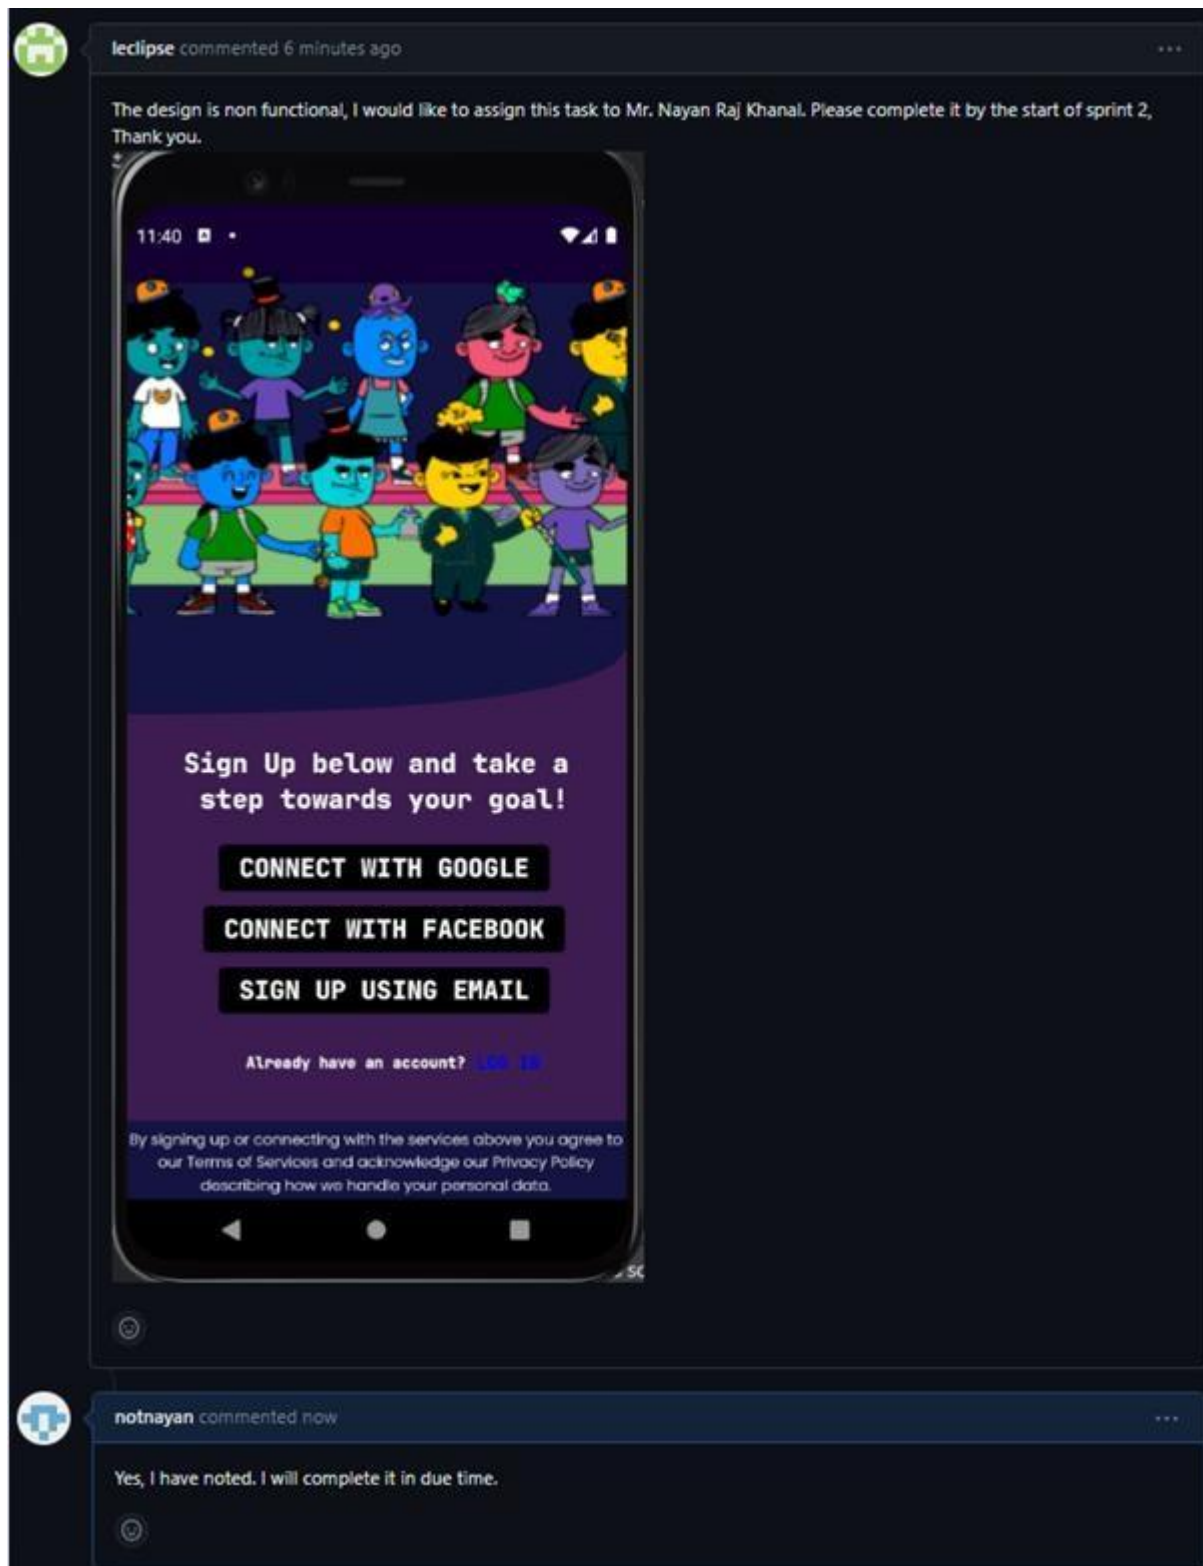 leclipse commented 6 minutes ago
The design is non functional, I would like to assign this task to Mr. Nayan Raj Khanal. Please complete it by the start of sprint 2,
Thank you.
11:40
Sign Up below and take a
step towards your goal!
CONNECT WITH GOOGLE
CONNECT WITH FACEBOOK
SIGN UP USING EMAIL
Already have an account? LOG IN
By signing up or connecting with the services above you agree to
our Terms of Services and acknowledge our Privacy Policy
describing how we handle your personal data.
notnayan commented now
Yes, I have noted. I will complete it in due time.